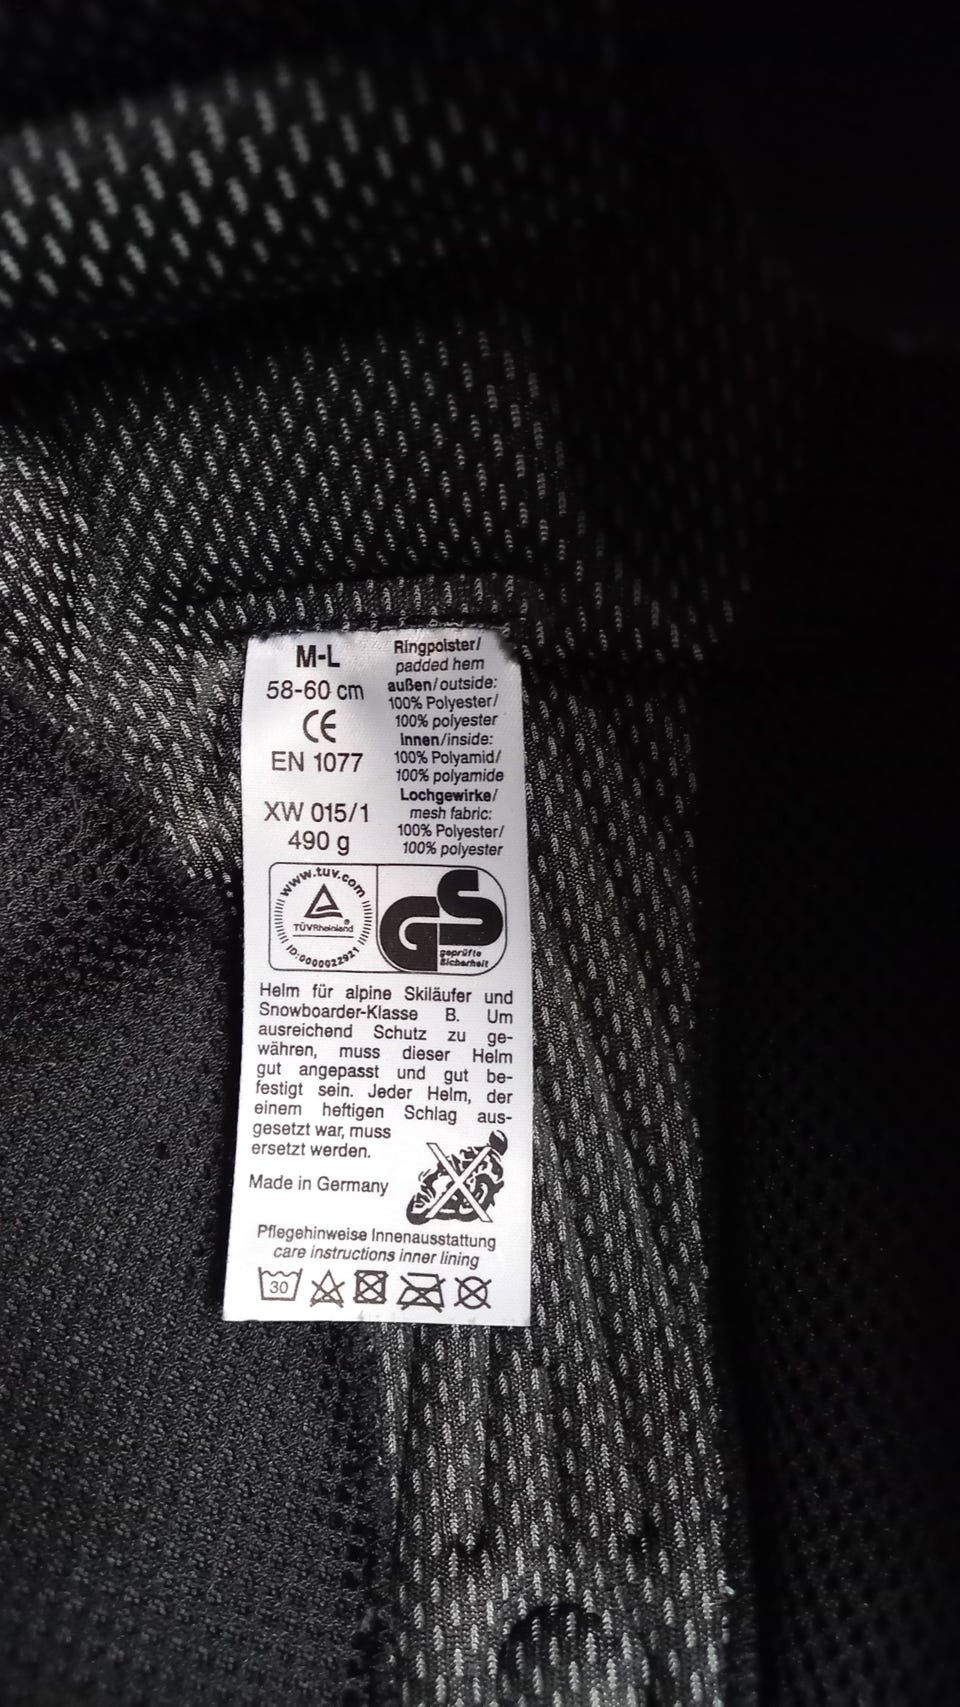 M-L
58-60 cm
CE
EN 1077
XW 015/1
490 g
Ringpolster/
padded hem
außen/outside:
100% Polyester/
100% polyester
innen/inside:
100% Polyamid/
100% polyamide
Lochgewirke/
mesh fabric:
100% Polyester/
100% polyester
www.tuv.com
TÜVRheinland®
ID:0000022921
GS
geprüfte
Sicherheit
Helm für alpine Skiläufer und
Snowboarder-Klasse B. Um
ausreichend Schutz zu ge-
währen, muss dieser Helm
gut angepasst und gut be-
festigt sein. Jeder Helm, der
einem heftigen Schlag aus-
gesetzt war, muss
ersetzt werden.
Made in Germany
Pflegehinweise Innenausstattung
care instructions inner lining
30